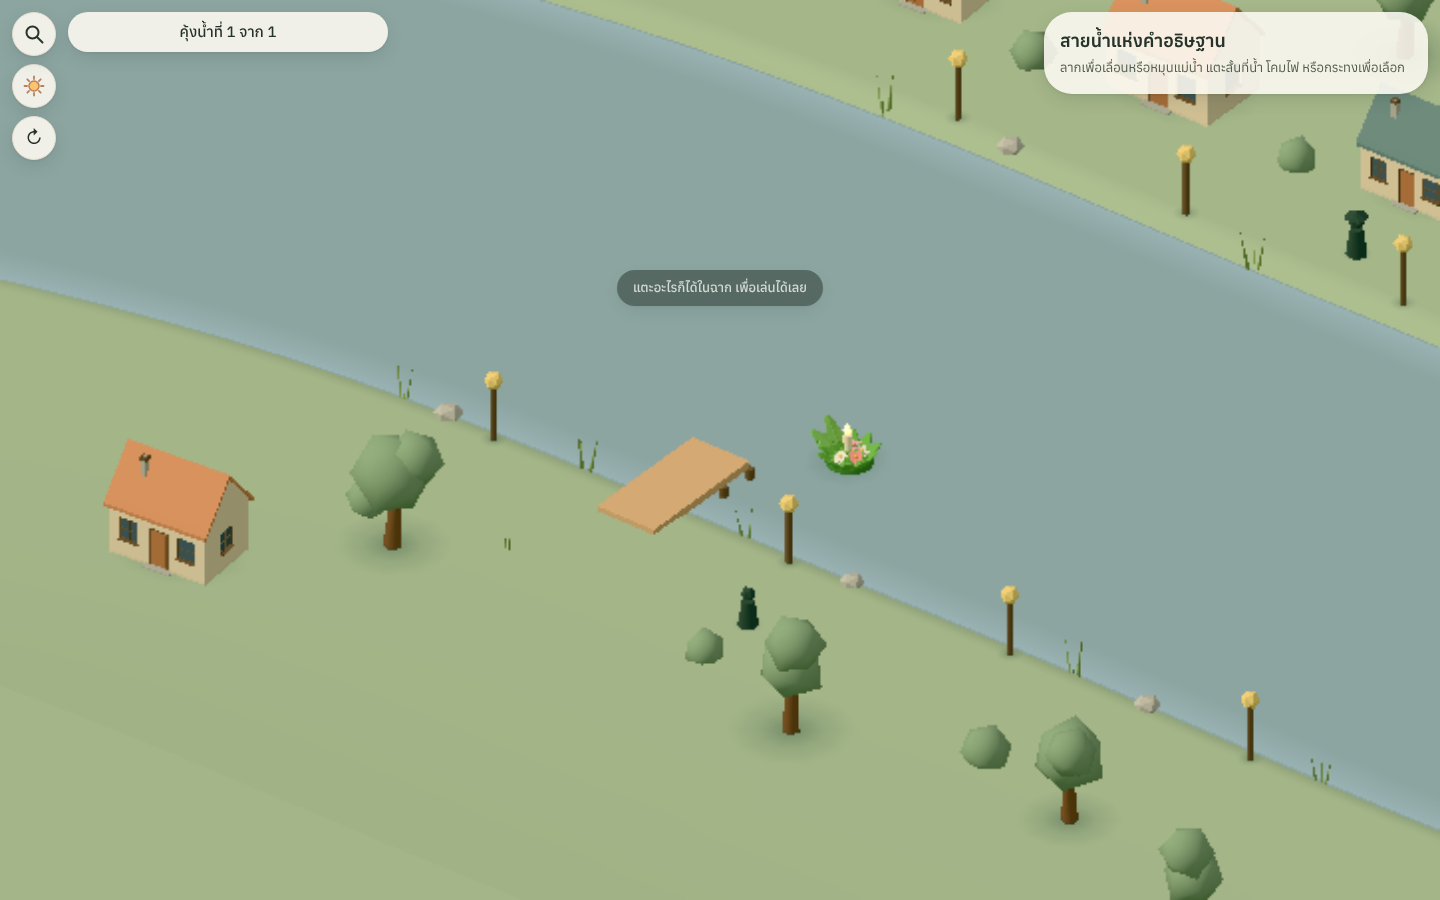 คุ้งน้ำที่ 1 จาก 1
สายน้ำแห่งคำอธิษฐาน
ลากเพื่อเลื่อนหรือหมุนแม่น้ำ แตะสั้นที่น้ำ โคมไฟ หรือกระทงเพื่อเลือก
แตะอะไรก็ได้ในฉาก เพื่อเล่นได้เลย